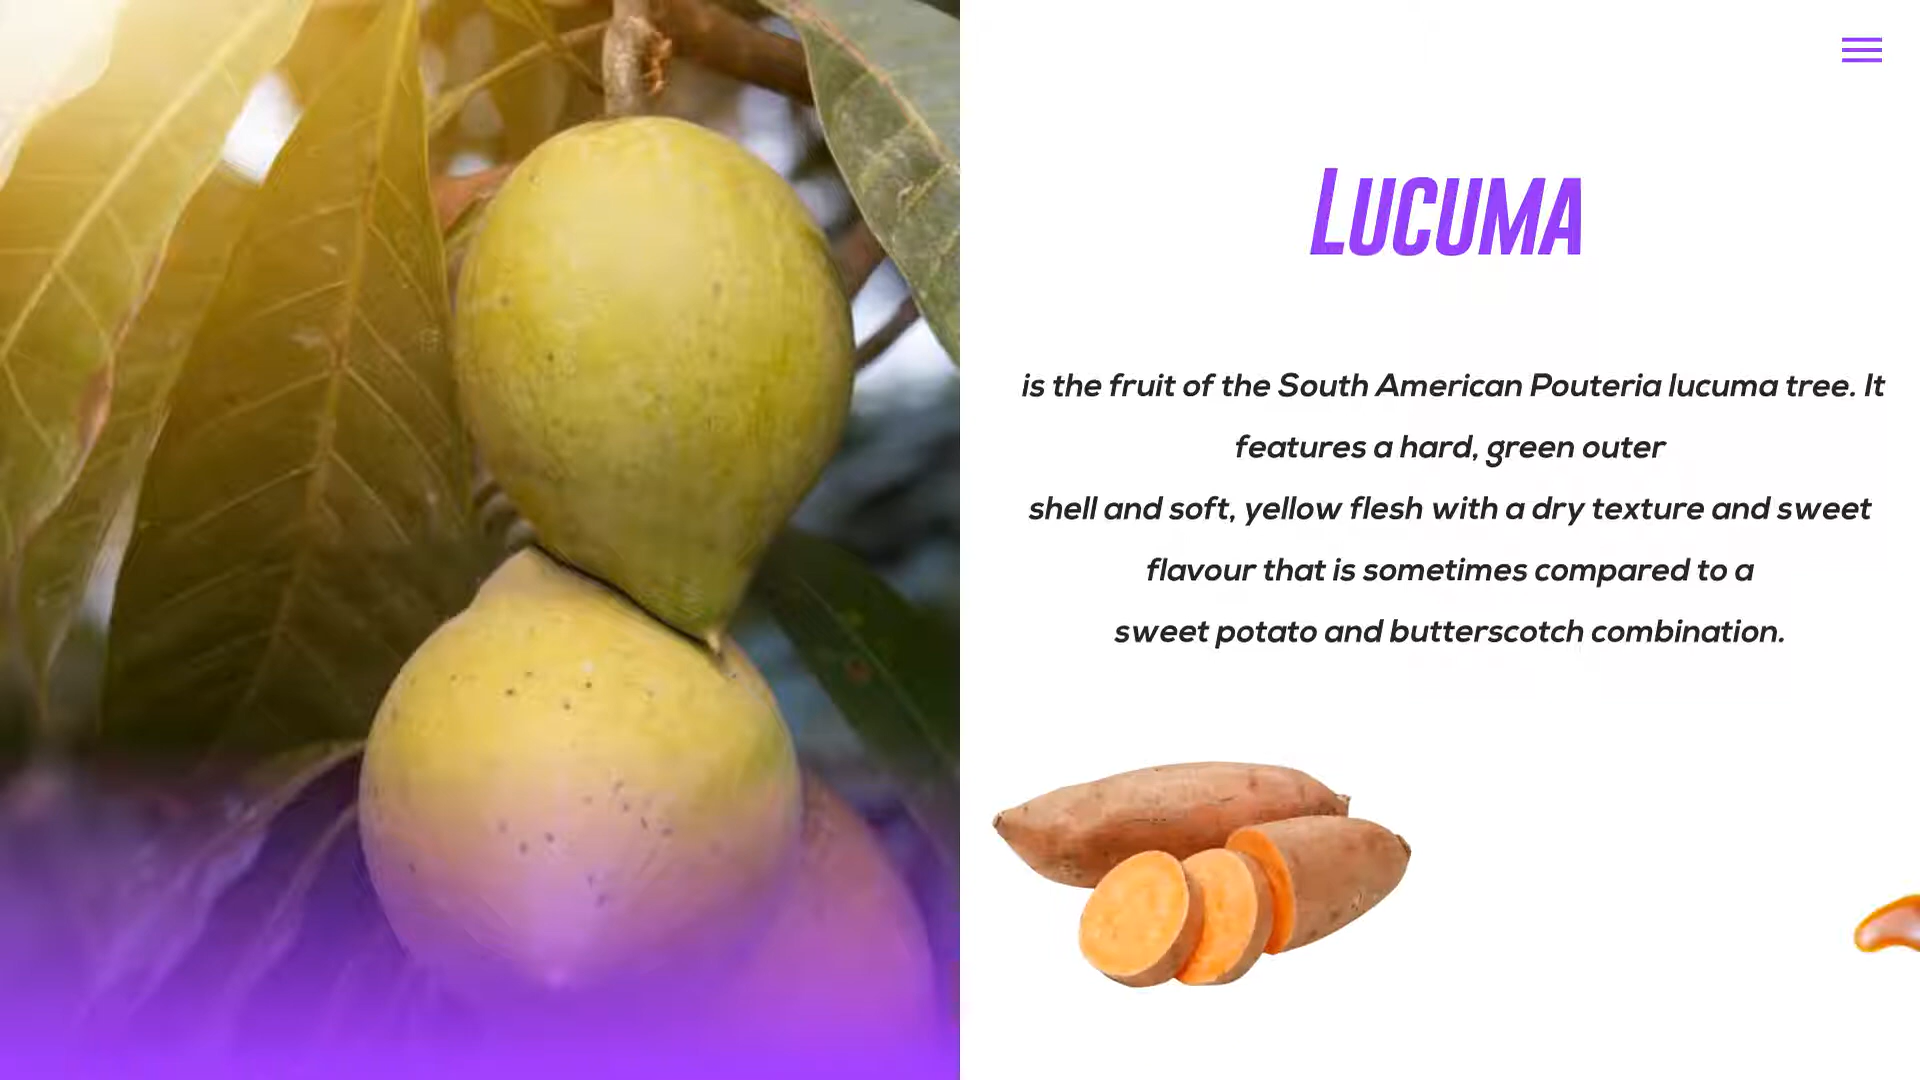 LUCUMA
is the fruit of the South American Pouteria lucuma tree. It
features a hard, green outer
shell and soft, yellow flesh with a dry texture and sweet
flavour that is sometimes compared to a
sweet potato and butterscotch combination.